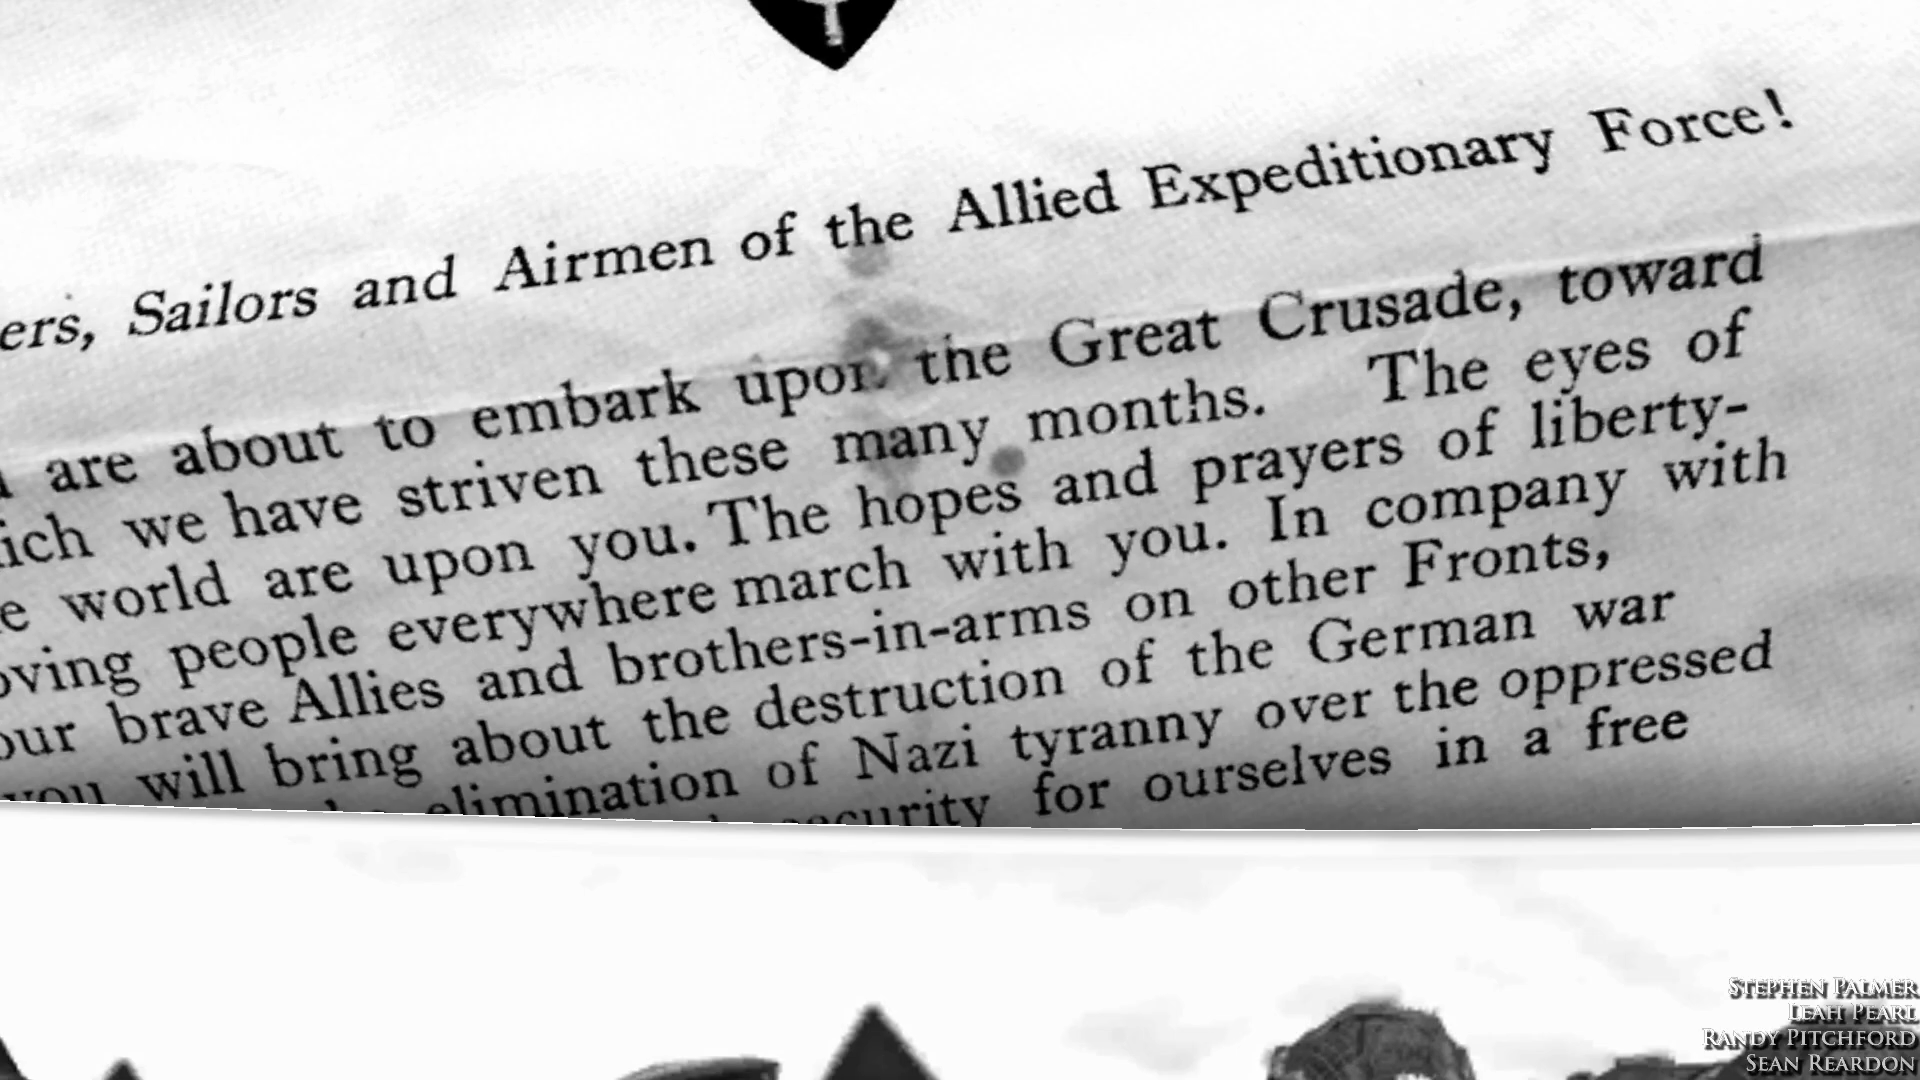 ers, Sailors and Airmen of the Allied Expeditionary Force!
are about to embark upon the Great Crusade, toward
ich we have striven these many months. The eyes of
e world are upon you. The hopes and prayers of liberty-
oving people everywhere march with you. In company with
our brave Allies and brothers-in-arms on other Fronts,
you will bring about the destruction of the German war
elimination of Nazi tyranny over the oppressed
security for ourselves in a free
STEPHEN PALMER
LEAH PEARL
RANDY PITCHFORD
SEAN REARDON